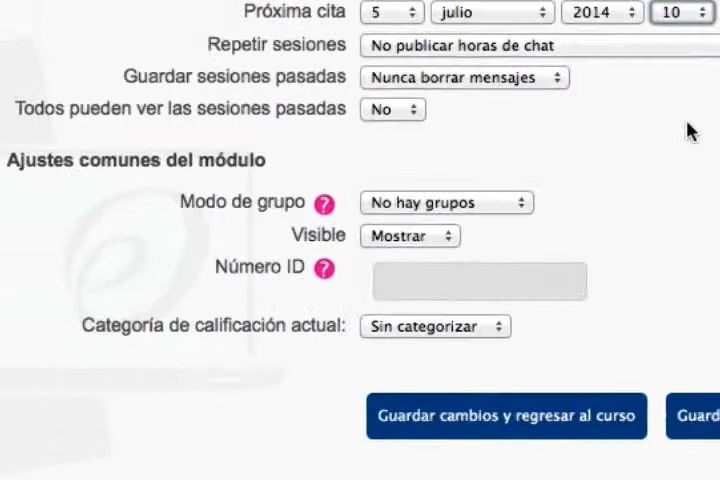 Próxima cita 5 julio 2014 10
Repetir sesiones No publicar horas de chat
Guardar sesiones pasadas Nunca borrar mensajes
Todos pueden ver las sesiones pasadas No
Ajustes comunes del módulo
Modo de grupo ? No hay grupos
Visible Mostrar
Número ID ?
Categoría de calificación actual: Sin categorizar
Guardar cambios y regresar al curso Guard